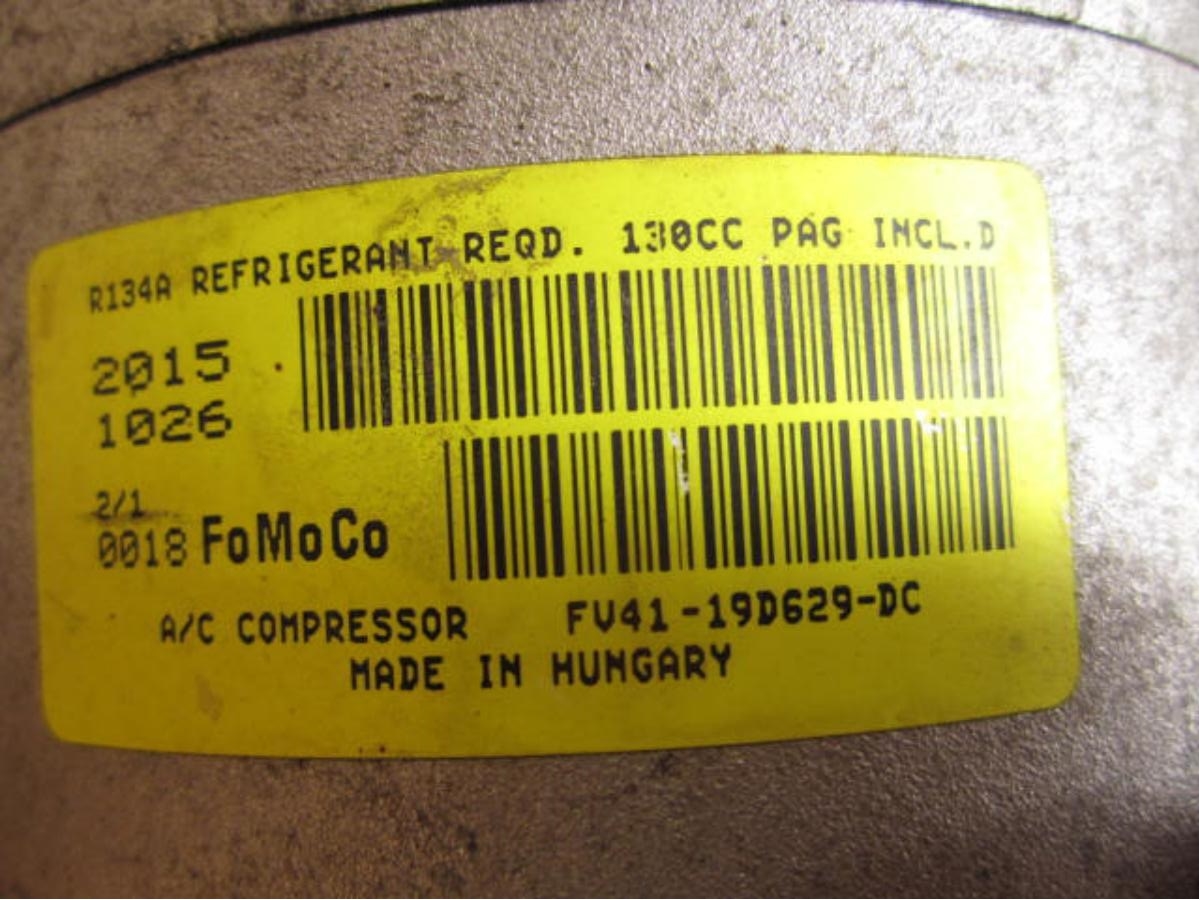 R134A REFRIGERANT REQD. 130CC PAG INCL.D
2015
1026
2/1
0018 FoMoCo
A/C COMPRESSOR FV41-19D629-DC
MADE IN HUNGARY